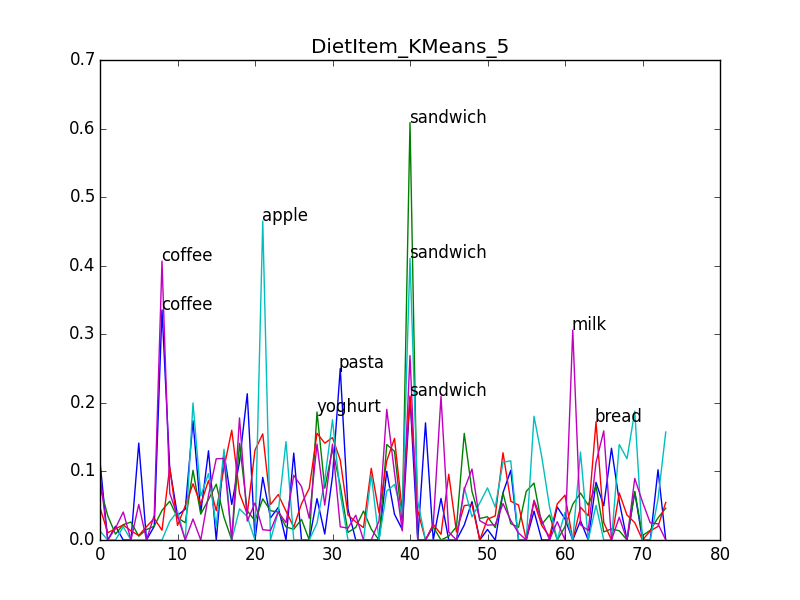 DietItem_KMeans_5
0.7
0.6
sandwich
0.5
apple
0.4
coffee
sandwich
coffee
0.3
milk
pasta
sandwich
0.2
yoghurt
bread
0.1
0.0
0 10 20 30 40 50 60 70 80